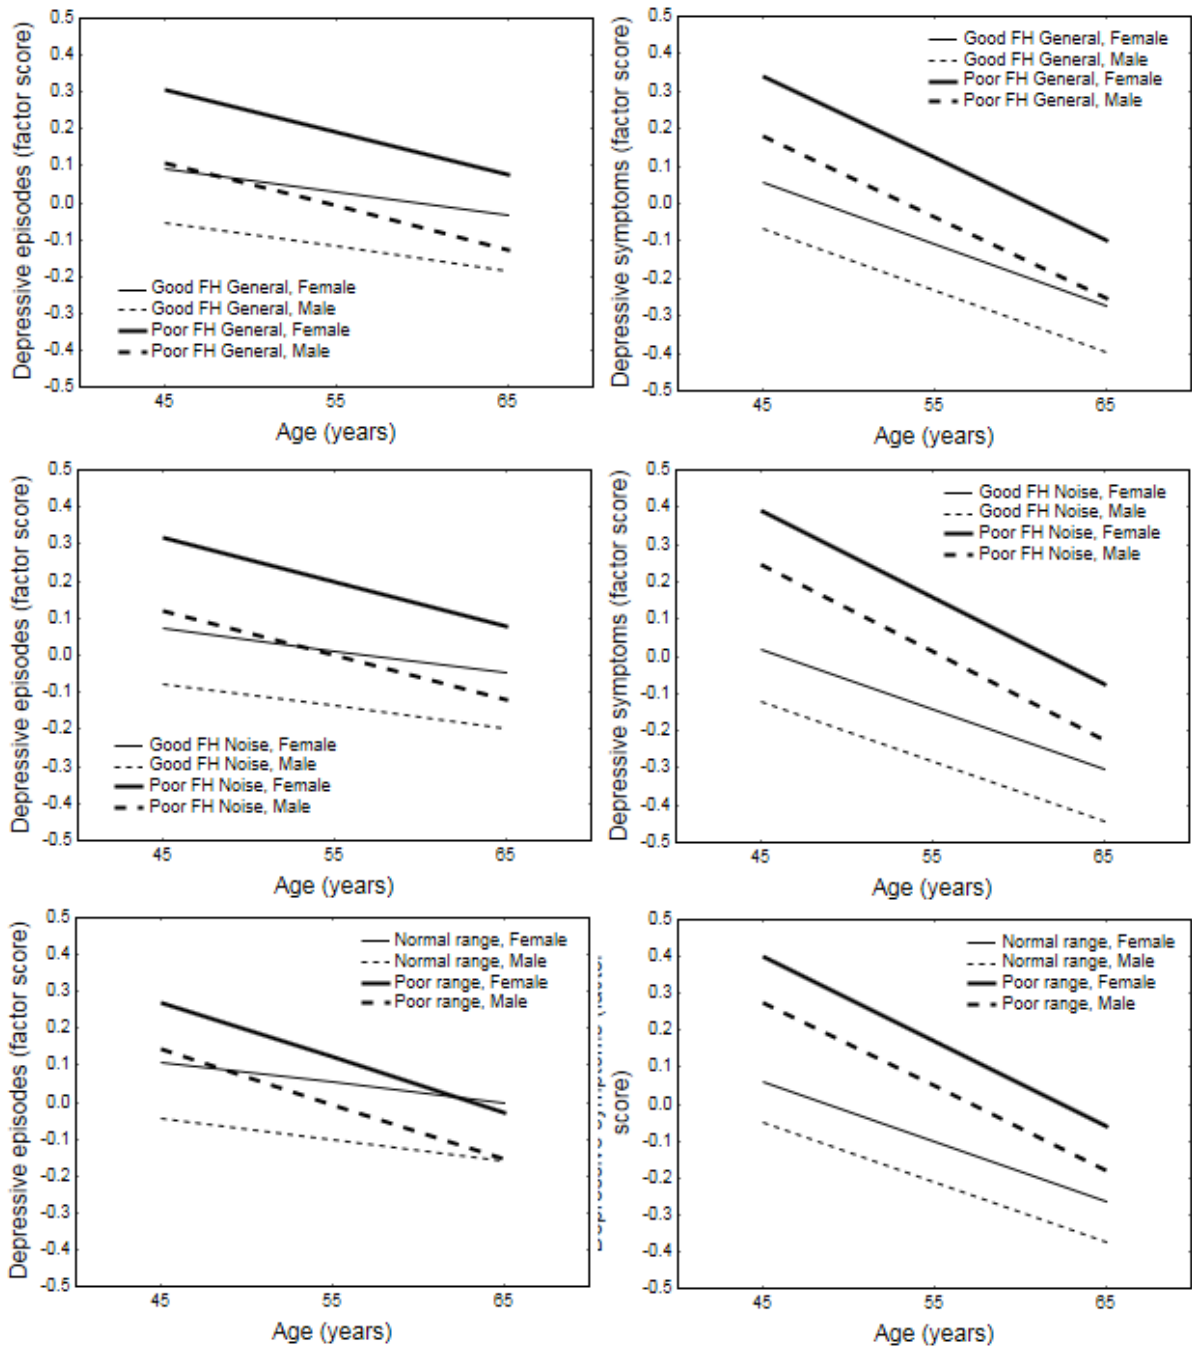 Depressive episodes (factor score)
0.5
0.4
0.3
0.2
0.1
0.0
-0.1
-0.2
-0.3
-0.4
-0.5
Good FH General, Female
Good FH General, Male
Poor FH General, Female
Poor FH General, Male
45
55
65
Age (years)
Depressive symptoms (factor score)
0.5
0.4
0.3
0.2
0.1
0.0
-0.1
-0.2
-0.3
-0.4
-0.5
Good FH General, Female
Good FH General, Male
Poor FH General, Female
Poor FH General, Male
45
55
65
Age (years)
Depressive episodes (factor score)
0.5
0.4
0.3
0.2
0.1
0.0
-0.1
-0.2
-0.3
-0.4
-0.5
Good FH Noise, Female
Good FH Noise, Male
Poor FH Noise, Female
Poor FH Noise, Male
45
55
65
Age (years)
Depressive symptoms (factor score)
0.5
0.4
0.3
0.2
0.1
0.0
-0.1
-0.2
-0.3
-0.4
-0.5
Good FH Noise, Female
Good FH Noise, Male
Poor FH Noise, Female
Poor FH Noise, Male
45
55
65
Age (years)
Depressive episodes (factor score)
0.5
0.4
0.3
0.2
0.1
0.0
-0.1
-0.2
-0.3
-0.4
-0.5
Normal range, Female
Normal range, Male
Poor range, Female
Poor range, Male
45
55
65
Age (years)
score)
0.5
0.4
0.3
0.2
0.1
0.0
-0.1
-0.2
-0.3
-0.4
-0.5
Normal range, Female
Normal range, Male
Poor range, Female
Poor range, Male
45
55
65
Age (years)